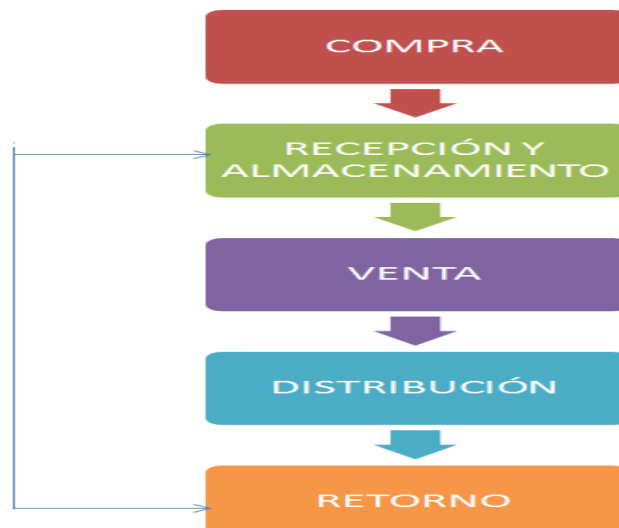 COMPRA
RECEPCIÓN Y
ALMACENAMIENTO
VENTA
DISTRIBUCIÓN
RETORNO